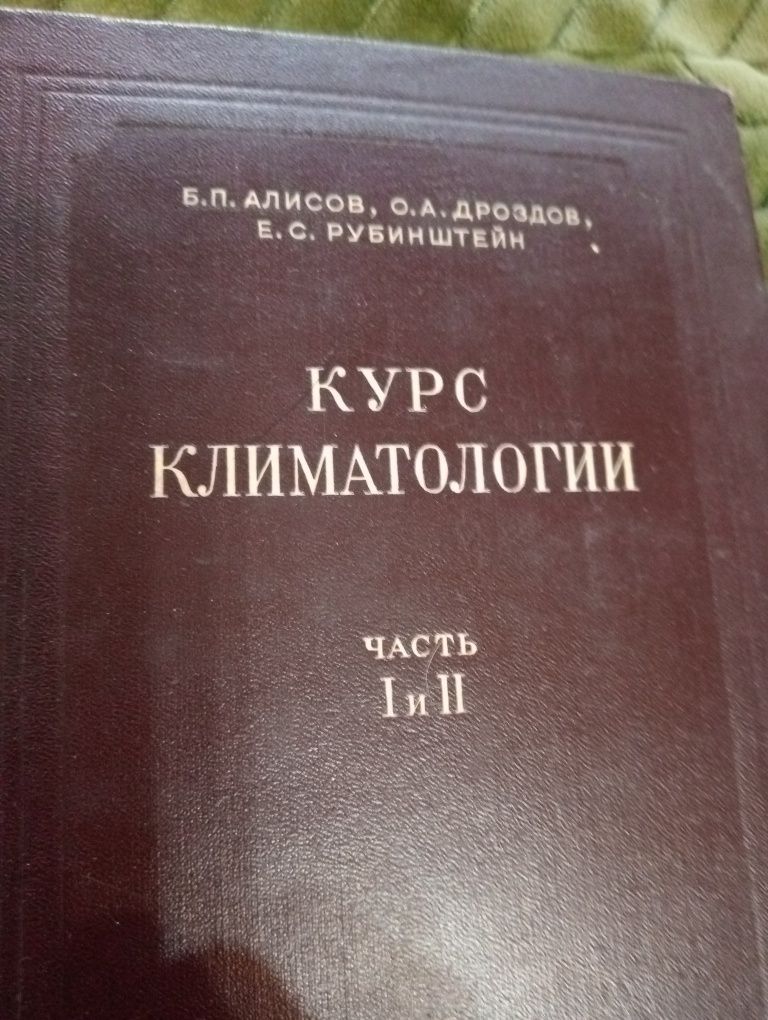 Б.П. АЛИСОВ, О.А. ДРОЗДОВ,
Е.С. РУБИНШТЕЙН
КУРС
КЛИМАТОЛОГИИ
ЧАСТЬ
I и II